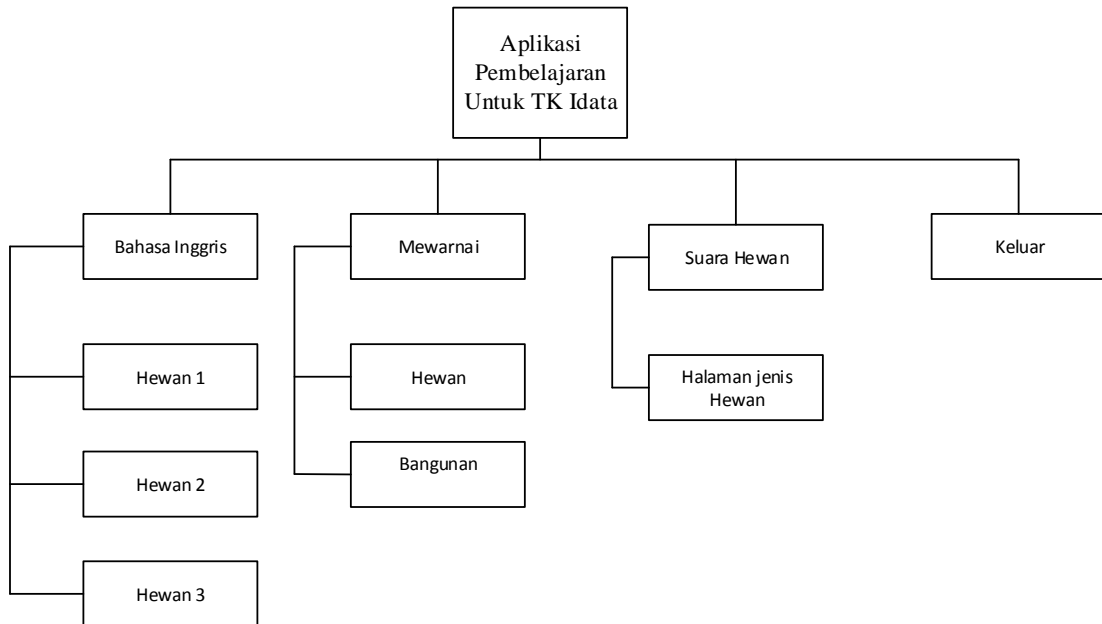 Aplikasi
Pembelajaran
Untuk TK Idata
Bahasa Inggris
Mewarnai
Suara Hewan
Keluar
Hewan 1
Hewan
Halaman jenis
Hewan
Bangunan
Hewan 2
Hewan 3